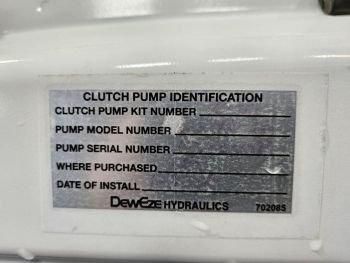 CLUTCH PUMP IDENTIFICATION
CLUTCH PUMP KIT NUMBER
PUMP MODEL NUMBER
PUMP SERIAL NUMBER
WHERE PURCHASED
DATE OF INSTALL
DewEze HYDRAULICS 702085